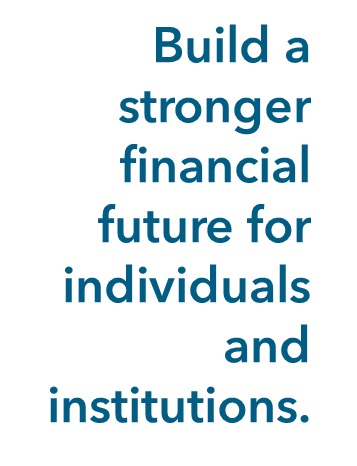 Build a
stronger
financial
future for
individuals
and
institutions.